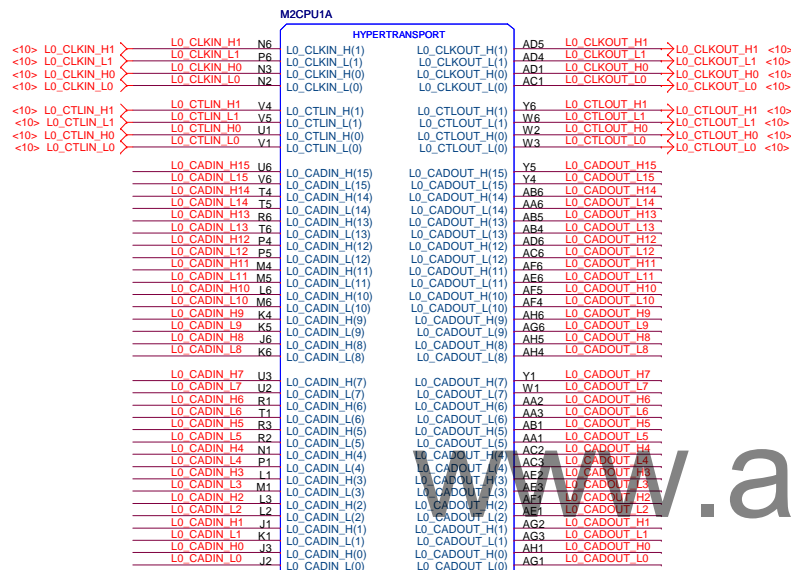 M2CPU1A
HYPERTRANSPORT
<10> L0_CLKIN_H1 L0_CLKIN_H1 N6 L0_CLKIN_H(1) L0_CLKOUT_H(1) AD5 L0_CLKOUT_H1 L0_CLKOUT_H1 <10>
<10> L0_CLKIN_L1 L0_CLKIN_L1 P6 L0_CLKIN_L(1) L0_CLKOUT_L(1) AD4 L0_CLKOUT_L1 L0_CLKOUT_L1 <10>
<10> L0_CLKIN_H0 L0_CLKIN_H0 N3 L0_CLKIN_H(0) L0_CLKOUT_H(0) AD1 L0_CLKOUT_H0 L0_CLKOUT_H0 <10>
<10> L0_CLKIN_L0 L0_CLKIN_L0 N2 L0_CLKIN_L(0) L0_CLKOUT_L(0) AC1 L0_CLKOUT_L0 L0_CLKOUT_L0 <10>
<10> L0_CTLIN_H1 L0_CTLIN_H1 V4 L0_CTLIN_H(1) L0_CTLOUT_H(1) Y6 L0_CTLOUT_H1 L0_CTLOUT_H1 <10>
<10> L0_CTLIN_L1 L0_CTLIN_L1 V5 L0_CTLIN_L(1) L0_CTLOUT_L(1) W6 L0_CTLOUT_L1 L0_CTLOUT_L1 <10>
<10> L0_CTLIN_H0 L0_CTLIN_H0 U1 L0_CTLIN_H(0) L0_CTLOUT_H(0) W2 L0_CTLOUT_H0 L0_CTLOUT_H0 <10>
<10> L0_CTLIN_L0 L0_CTLIN_L0 V1 L0_CTLIN_L(0) L0_CTLOUT_L(0) W3 L0_CTLOUT_L0 L0_CTLOUT_L0 <10>
L0_CADIN_H15 U6 L0_CADIN_H(15) L0_CADOUT_H(15) Y5 L0_CADOUT_H15
L0_CADIN_L15 V6 L0_CADIN_L(15) L0_CADOUT_L(15) Y4 L0_CADOUT_L15
L0_CADIN_H14 T4 L0_CADIN_H(14) L0_CADOUT_H(14) AB6 L0_CADOUT_H14
L0_CADIN_L14 T5 L0_CADIN_L(14) L0_CADOUT_L(14) AA6 L0_CADOUT_L14
L0_CADIN_H13 R6 L0_CADIN_H(13) L0_CADOUT_H(13) AB5 L0_CADOUT_H13
L0_CADIN_L13 T6 L0_CADIN_L(13) L0_CADOUT_L(13) AB4 L0_CADOUT_L13
L0_CADIN_H12 P4 L0_CADIN_H(12) L0_CADOUT_H(12) AD6 L0_CADOUT_H12
L0_CADIN_L12 P5 L0_CADIN_L(12) L0_CADOUT_L(12) AC6 L0_CADOUT_L12
L0_CADIN_H11 M4 L0_CADIN_H(11) L0_CADOUT_H(11) AF6 L0_CADOUT_H11
L0_CADIN_L11 M5 L0_CADIN_L(11) L0_CADOUT_L(11) AE6 L0_CADOUT_L11
L0_CADIN_H10 L6 L0_CADIN_H(10) L0_CADOUT_H(10) AF5 L0_CADOUT_H10
L0_CADIN_L10 M6 L0_CADIN_L(10) L0_CADOUT_L(10) AF4 L0_CADOUT_L10
L0_CADIN_H9 K4 L0_CADIN_H(9) L0_CADOUT_H(9) AH6 L0_CADOUT_H9
L0_CADIN_L9 K5 L0_CADIN_L(9) L0_CADOUT_L(9) AG6 L0_CADOUT_L9
L0_CADIN_H8 J6 L0_CADIN_H(8) L0_CADOUT_H(8) AH5 L0_CADOUT_H8
L0_CADIN_L8 K6 L0_CADIN_L(8) L0_CADOUT_L(8) AH4 L0_CADOUT_L8
L0_CADIN_H7 U3 L0_CADIN_H(7) L0_CADOUT_H(7) Y1 L0_CADOUT_H7
L0_CADIN_L7 U2 L0_CADIN_L(7) L0_CADOUT_L(7) W1 L0_CADOUT_L7
L0_CADIN_H6 R1 L0_CADIN_H(6) L0_CADOUT_H(6) AA2 L0_CADOUT_H6
L0_CADIN_L6 T1 L0_CADIN_L(6) L0_CADOUT_L(6) AA3 L0_CADOUT_L6
L0_CADIN_H5 R3 L0_CADIN_H(5) L0_CADOUT_H(5) AB1 L0_CADOUT_H5
L0_CADIN_L5 R2 L0_CADIN_L(5) L0_CADOUT_L(5) AA1 L0_CADOUT_L5
L0_CADIN_H4 N1 L0_CADIN_H(4) L0_CADOUT_H(4) AC2 L0_CADOUT_H4
L0_CADIN_L4 P1 L0_CADIN_L(4) L0_CADOUT_L(4) AC3 L0_CADOUT_L4
L0_CADIN_H3 L1 L0_CADIN_H(3) L0_CADOUT_H(3) AE2 L0_CADOUT_H3
L0_CADIN_L3 M1 L0_CADIN_L(3) L0_CADOUT_L(3) AE3 L0_CADOUT_L3
L0_CADIN_H2 L3 L0_CADIN_H(2) L0_CADOUT_H(2) AF1 L0_CADOUT_H2
L0_CADIN_L2 L2 L0_CADIN_L(2) L0_CADOUT_L(2) AE1 L0_CADOUT_L2
L0_CADIN_H1 J1 L0_CADIN_H(1) L0_CADOUT_H(1) AG2 L0_CADOUT_H1
L0_CADIN_L1 K1 L0_CADIN_L(1) L0_CADOUT_L(1) AG3 L0_CADOUT_L1
L0_CADIN_H0 J3 L0_CADIN_H(0) L0_CADOUT_H(0) AH1 L0_CADOUT_H0
L0_CADIN_L0 J2 L0_CADIN_L(0) L0_CADOUT_L(0) AG1 L0_CADOUT_L0
www.a